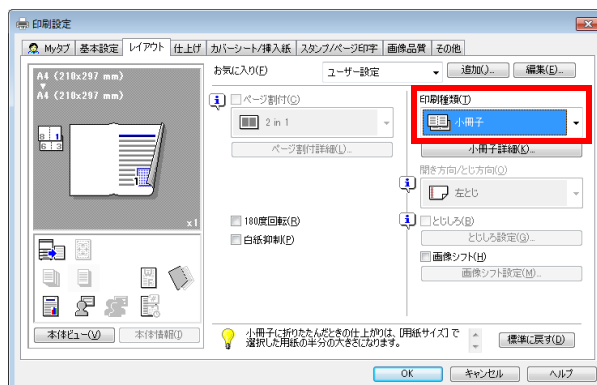 印刷設定
Myタブ 基本設定 レイアウト 仕上げ カバーシート/挿入紙 スタンプ/ページ印字 画像品質 その他
A4 (210x297 mm)
A4 (210x297 mm)
8 1
6 3
1
x1
本体ビュー(V) 本体情報(I)
お気に入り(F) ユーザー設定 追加(J)... 編集(E)...
ページ割付(C)
2 in 1
ページ割付詳細(L)...
180度回転(R)
白紙抑制(P)
印刷種類(T)
小冊子
小冊子詳細(K)...
開き方向/とじ方向(O)
左とじ
とじしろ(B)
とじしろ設定(G)...
画像シフト(H)
画像シフト設定(M)...
小冊子に折りたたんだときの仕上がりは、[用紙サイズ]で
選択した用紙の半分の大きさになります。
標準に戻す(D)
OK キャンセル ヘルプ